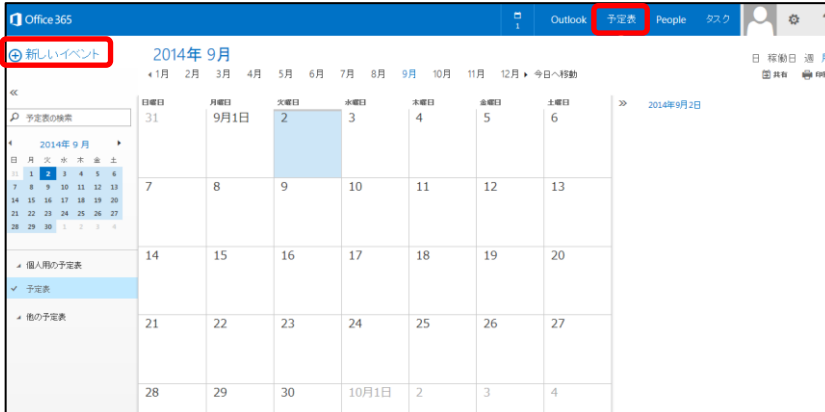 Office 365
1
Outlook 予定表 People タスク
新しいイベント
2014年 9月
日 稼働日 週 月
1月 2月 3月 4月 5月 6月 7月 8月 9月 10月 11月 12月 今日へ移動
共有
«
日曜日 月曜日 火曜日 水曜日 木曜日 金曜日 土曜日
»
2014年9月2日
予定表の検索
31 9月1日 2 3 4 5 6
2014年 9月
日 月 火 水 木 金 土
31 1 2 3 4 5 6
7 8 9 10 11 12 13
14 15 16 17 18 19 20
21 22 23 24 25 26 27
28 29 30 1 2 3 4
7 8 9 10 11 12 13
個人用の予定表
予定表
他の予定表
14 15 16 17 18 19 20
21 22 23 24 25 26 27
28 29 30 10月1日 2 3 4